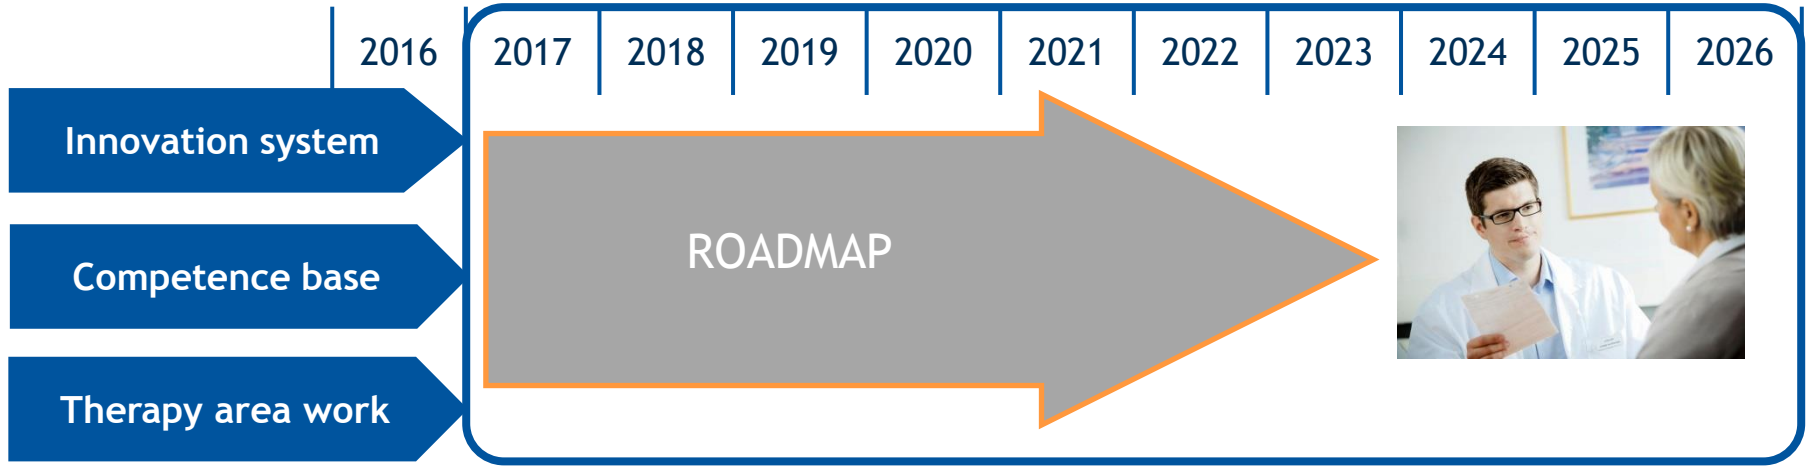 2016 2017 2018 2019 2020 2021 2022 2023 2024 2025 2026
Innovation system
ROADMAP
Competence base
Therapy area work